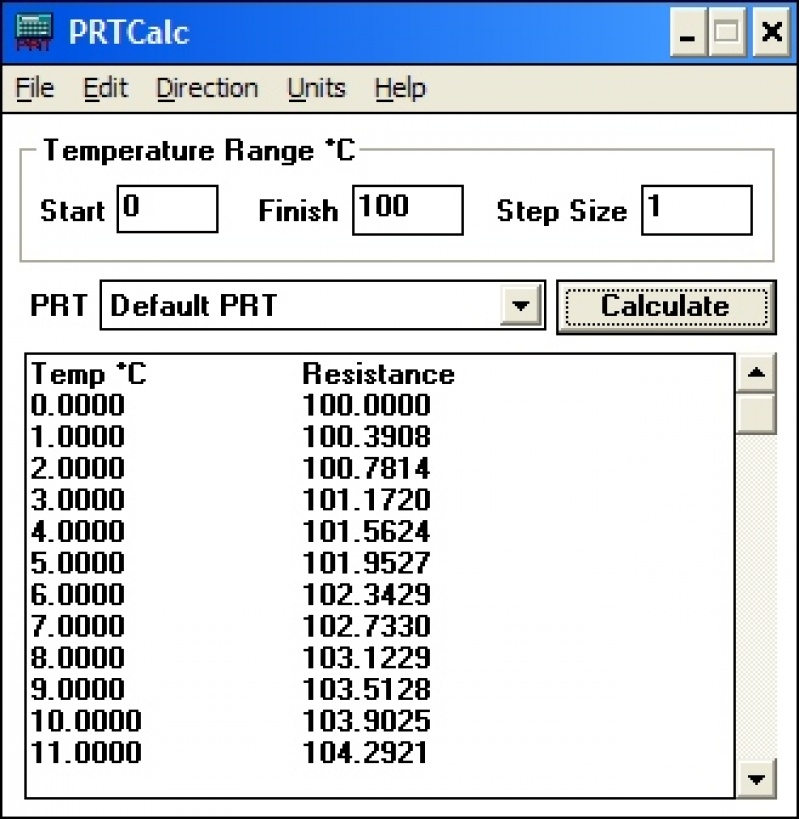 PRT PRTCalc
File Edit Direction Units Help
Temperature Range °C
Start 0 Finish 100 Step Size 1
PRT Default PRT Calculate
Temp °C Resistance
0.0000 100.0000
1.0000 100.3908
2.0000 100.7814
3.0000 101.1720
4.0000 101.5624
5.0000 101.9527
6.0000 102.3429
7.0000 102.7330
8.0000 103.1229
9.0000 103.5128
10.0000 103.9025
11.0000 104.2921